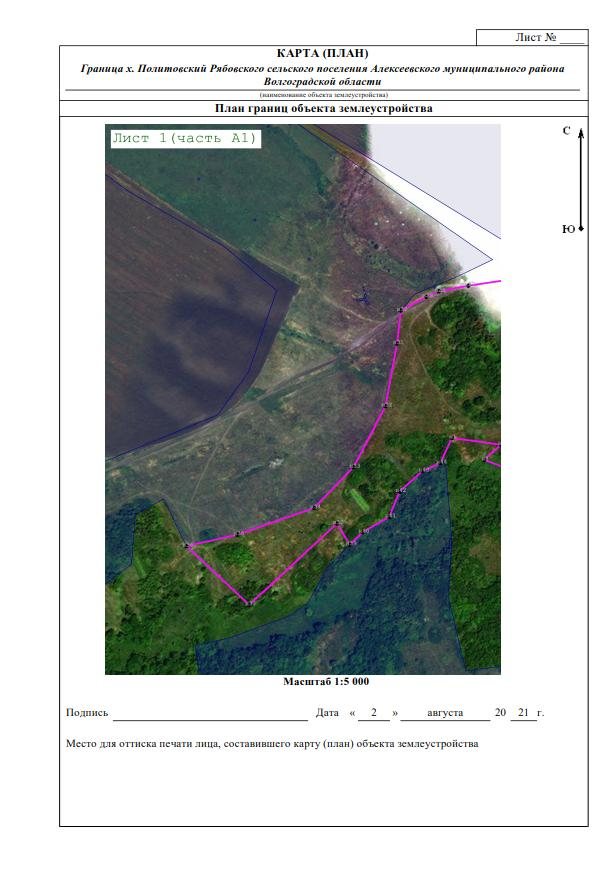 Лист № ____
КАРТА (ПЛАН)
Граница х. Политовский Рябовского сельского поселения Алексеевского муниципального района
Волгоградской области
(наименование объекта землеустройства)
План границ объекта землеустройства
Лист 1(часть А1)
С
Ю
Масштаб 1:5 000
Подпись Дата « 2 » августа 20 21 г.
Место для оттиска печати лица, составившего карту (план) объекта землеустройства